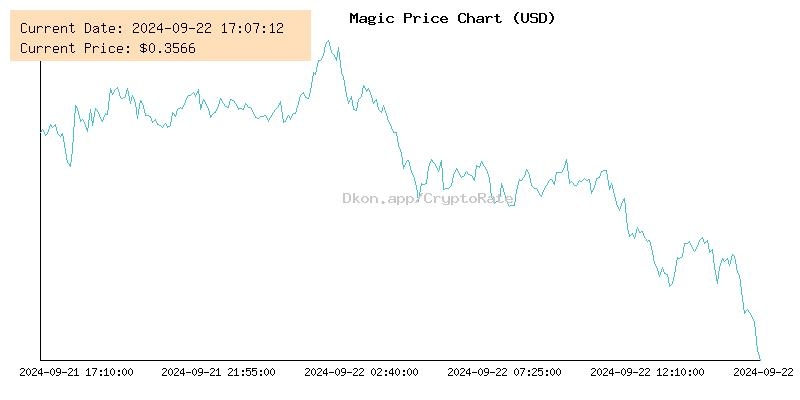 Magic Price Chart (USD)
Current Date: 2024-09-22 17:07:12
Current Price: $0.3566
Dkon.app/CryptoRate
2024-09-21 17:10:00 2024-09-21 21:55:00 2024-09-22 02:40:00 2024-09-22 07:25:00 2024-09-22 12:10:00 2024-09-22